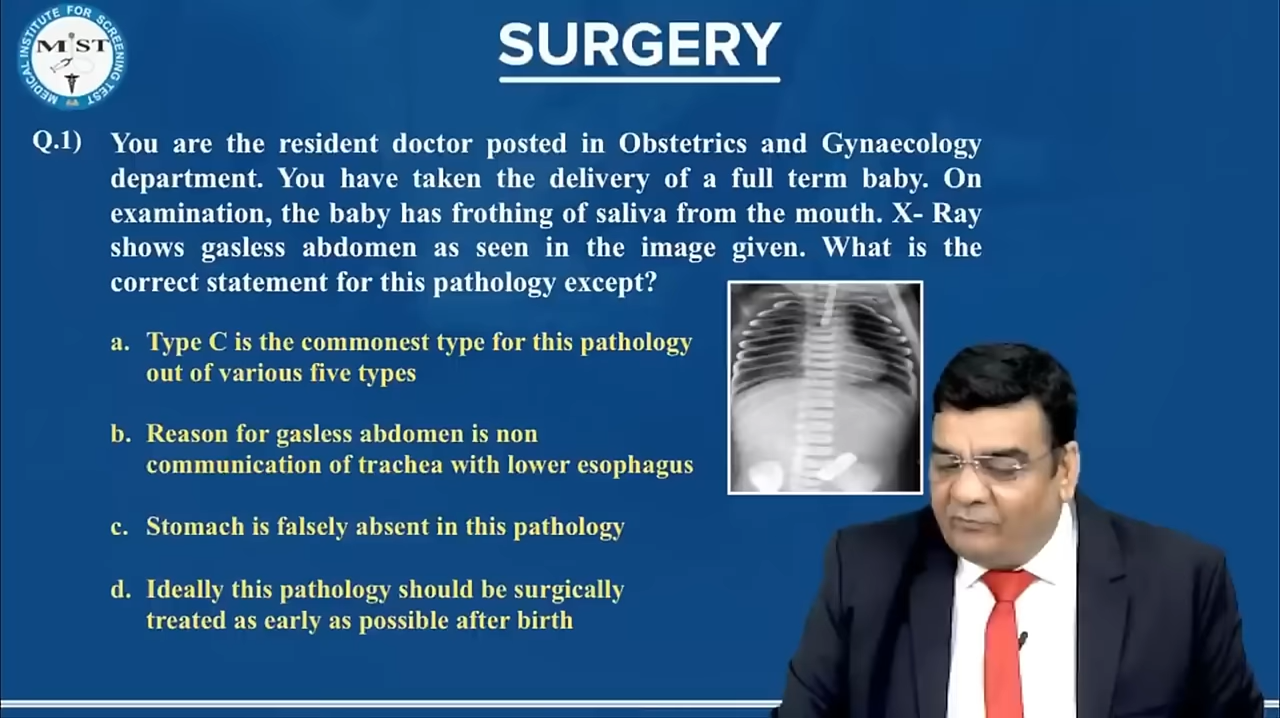 MEDICAL INSTITUTE FOR SCREENING TEST
MIST
SURGERY
Q.1) You are the resident doctor posted in Obstetrics and Gynaecology
department. You have taken the delivery of a full term baby. On
examination, the baby has frothing of saliva from the mouth. X- Ray
shows gasless abdomen as seen in the image given. What is the
correct statement for this pathology except?
a. Type C is the commonest type for this pathology
out of various five types
b. Reason for gasless abdomen is non
communication of trachea with lower esophagus
c. Stomach is falsely absent in this pathology
d. Ideally this pathology should be surgically
treated as early as possible after birth